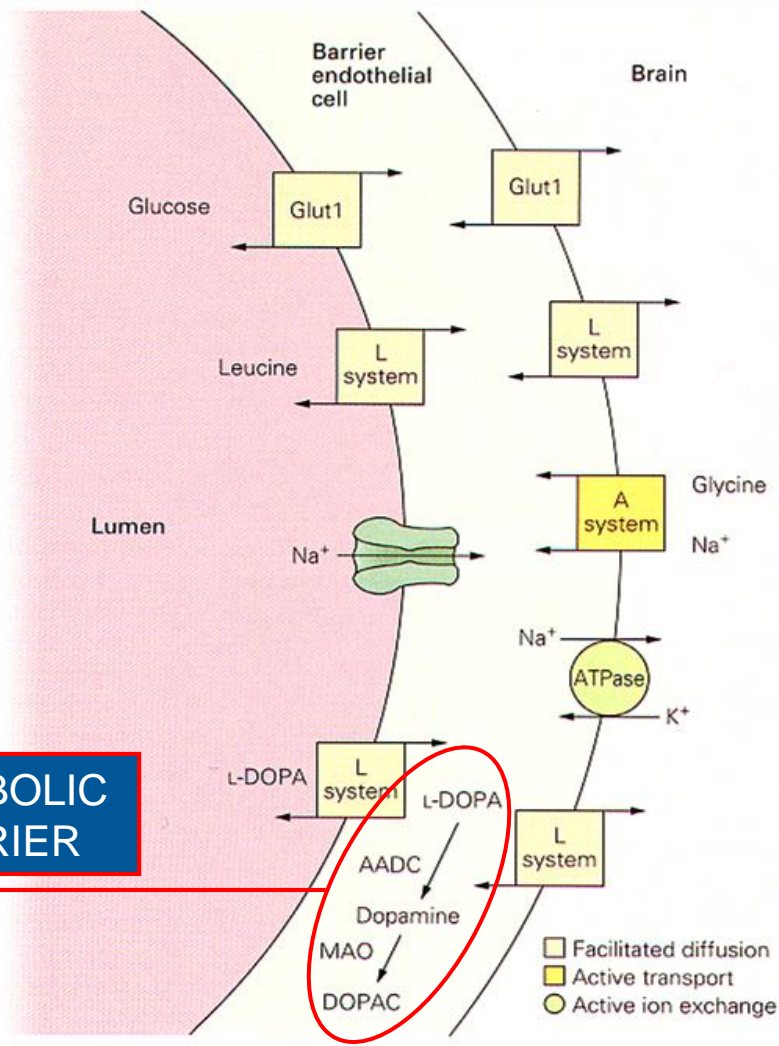 Barrier
endothelial
cell
Brain
Glucose
Glut1
Glut1
Leucine
L
system
L
system
Lumen
Na⁺
A
system
Glycine
Na⁺
Na⁺
ATPase
K⁺
BOLIC
RIER
L-DOPA
L
system
L-DOPA
AADC
Dopamine
MAO
DOPAC
L
system
Facilitated diffusion
Active transport
Active ion exchange